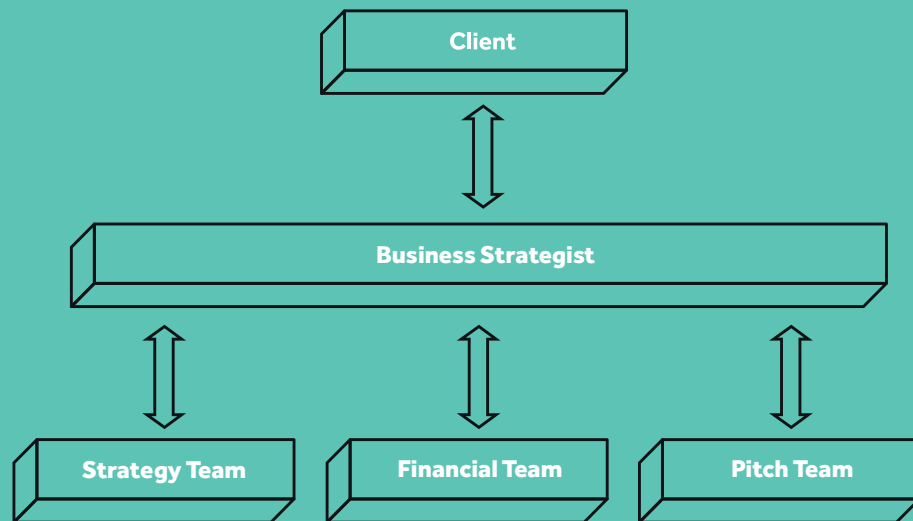 Client
Business Strategist
Strategy Team
Financial Team
Pitch Team